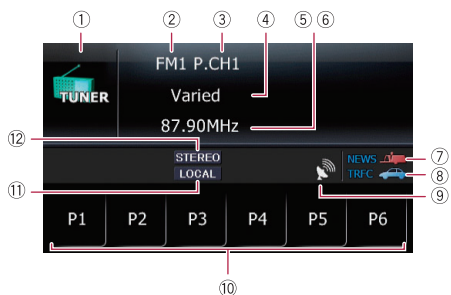 ① ② ③ ④ ⑤ ⑥
FM1 P.CH1
TUNER
Varied
87.90MHz
⑫
STEREO
NEWS ⑦
LOCAL
TRFC ⑧
⑪ ⑨
P1 P2 P3 P4 P5 P6
⑩